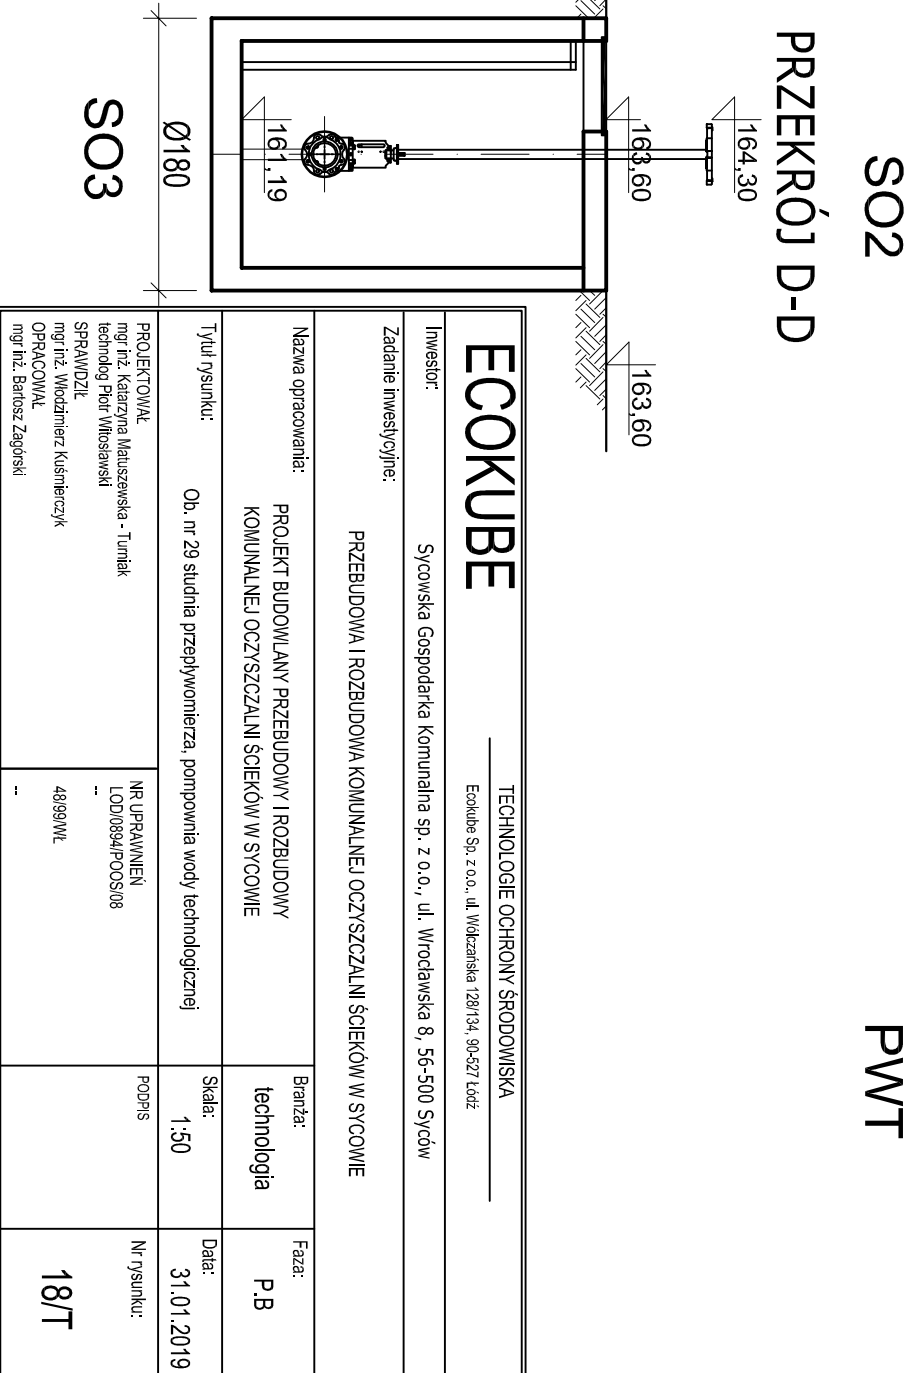 SO2
PWT
PRZEKRÓJ D-D
164,30
163,60
163,60
161,19
Ø180
SO3
ECOKUBE
TECHNOLOGIE OCHRONY ŚRODOWISKA
Ecokube Sp. z o.o., ul. Wólczańska 128/134, 90-527 Łódź
Inwestor:
Sycowska Gospodarka Komunalna sp. z o.o., ul. Wrocławska 8, 56-500 Syców
Zadanie inwestycyjne:
PRZEBUDOWA I ROZBUDOWA KOMUNALNEJ OCZYSZCZALNI ŚCIEKÓW W SYCOWIE
Nazwa opracowania:
PROJEKT BUDOWLANY PRZEBUDOWY I ROZBUDOWY
KOMUNALNEJ OCZYSZCZALNI ŚCIEKÓW W SYCOWIE
Branża:
technologia
Faza:
P.B
Tytuł rysunku:
Ob. nr 29 studnia przepływomierza, pompownia wody technologicznej
Skala:
1:50
Data:
31.01.2019
PROJEKTOWAŁ
mgr inż. Katarzyna Matuszewska - Tumiak
technolog Piotr Witosławski
SPRAWDZIŁ
mgr inż. Włodzimierz Kuśmierczyk
OPRACOWAŁ
mgr inż. Bartosz Zagórski
NR UPRAWNIEŃ
LOD/0894/POOS/08
--
48/99/WŁ
--
PODPIS
Nr rysunku:
18/T